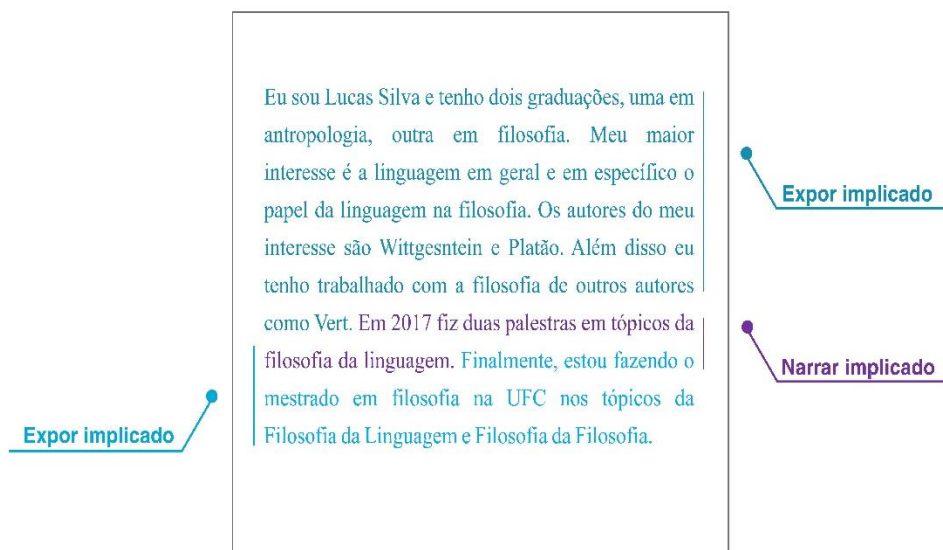 Eu sou Lucas Silva e tenho dois graduações, uma em
antropologia, outra em filosofia. Meu maior
interesse é a linguagem em geral e em específico o
papel da linguagem na filosofia. Os autores do meu
interesse são Wittgesntein e Platão. Além disso eu
tenho trabalhado com a filosofia de outros autores
como Vert. Em 2017 fiz duas palestras em tópicos da
filosofia da linguagem. Finalmente, estou fazendo o
mestrado em filosofia na UFC nos tópicos da
Filosofia da Linguagem e Filosofia da Filosofia.
Expor implicado
Narrar implicado
Expor implicado